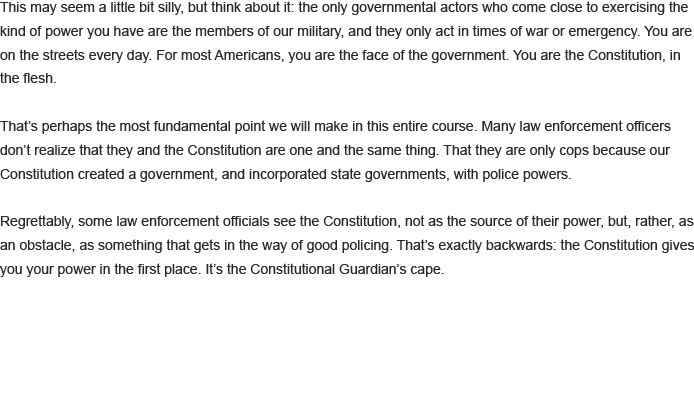 This may seem a little bit silly, but think about it: the only governmental actors who come close to exercising the
kind of power you have are the members of our military, and they only act in times of war or emergency. You are
on the streets every day. For most Americans, you are the face of the government. You are the Constitution, in
the flesh.
That’s perhaps the most fundamental point we will make in this entire course. Many law enforcement officers
don’t realize that they and the Constitution are one and the same thing. That they are only cops because our
Constitution created a government, and incorporated state governments, with police powers.
Regrettably, some law enforcement officials see the Constitution, not as the source of their power, but, rather, as
an obstacle, as something that gets in the way of good policing. That’s exactly backwards: the Constitution gives
you your power in the first place. It’s the Constitutional Guardian’s cape.